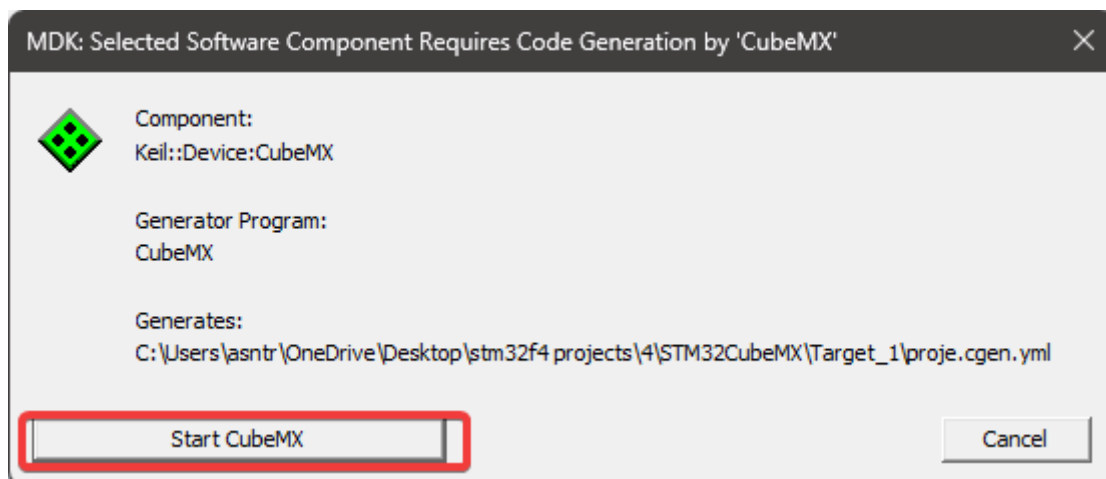 MDK: Selected Software Component Requires Code Generation by 'CubeMX'
Component:
Keil::Device:CubeMX
Generator Program:
CubeMX
Generates:
C:\Users\asntr\OneDrive\Desktop\stm32f4 projects\4\STM32CubeMX\Target_1\proje.cgen.yml
Start CubeMX
Cancel